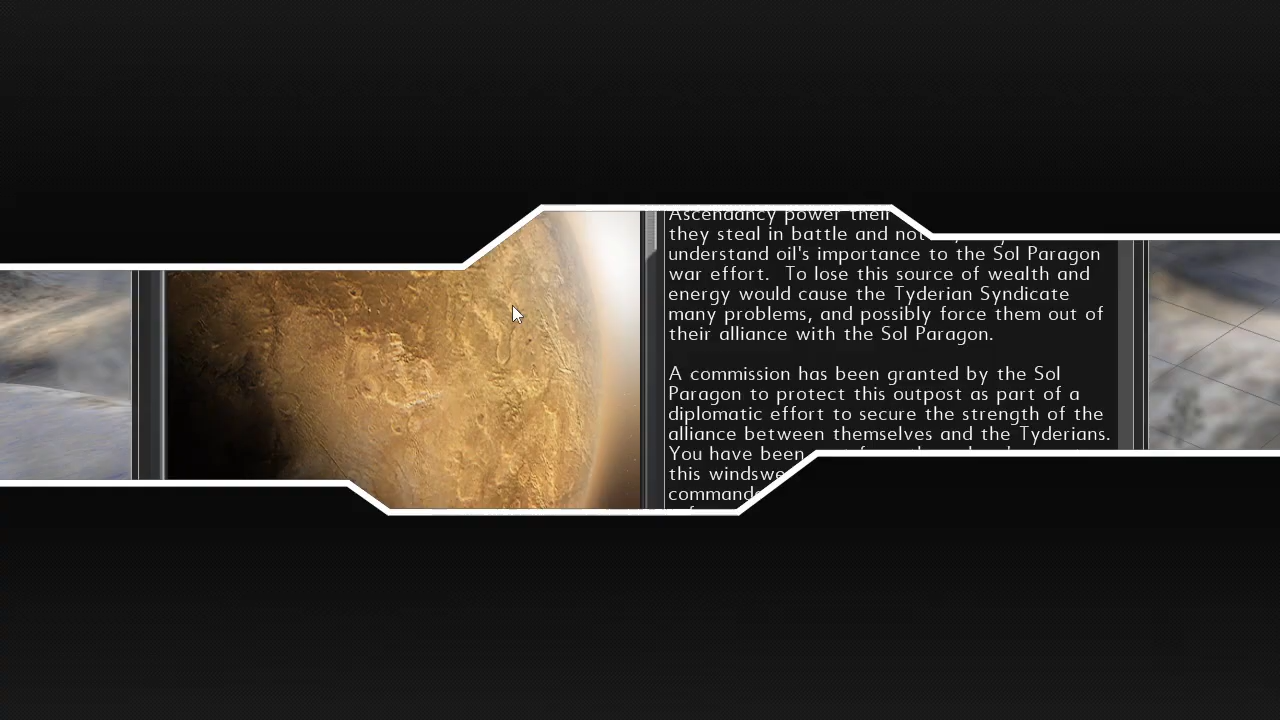 Ascendancy power their
they steal in battle and not
understand oil's importance to the Sol Paragon
war effort.  To lose this source of wealth and
energy would cause the Tyderian Syndicate
many problems, and possibly force them out of
their alliance with the Sol Paragon.
A commission has been granted by the Sol
Paragon to protect this outpost as part of a
diplomatic effort to secure the strength of the
alliance between themselves and the Tyderians.
You have been
this